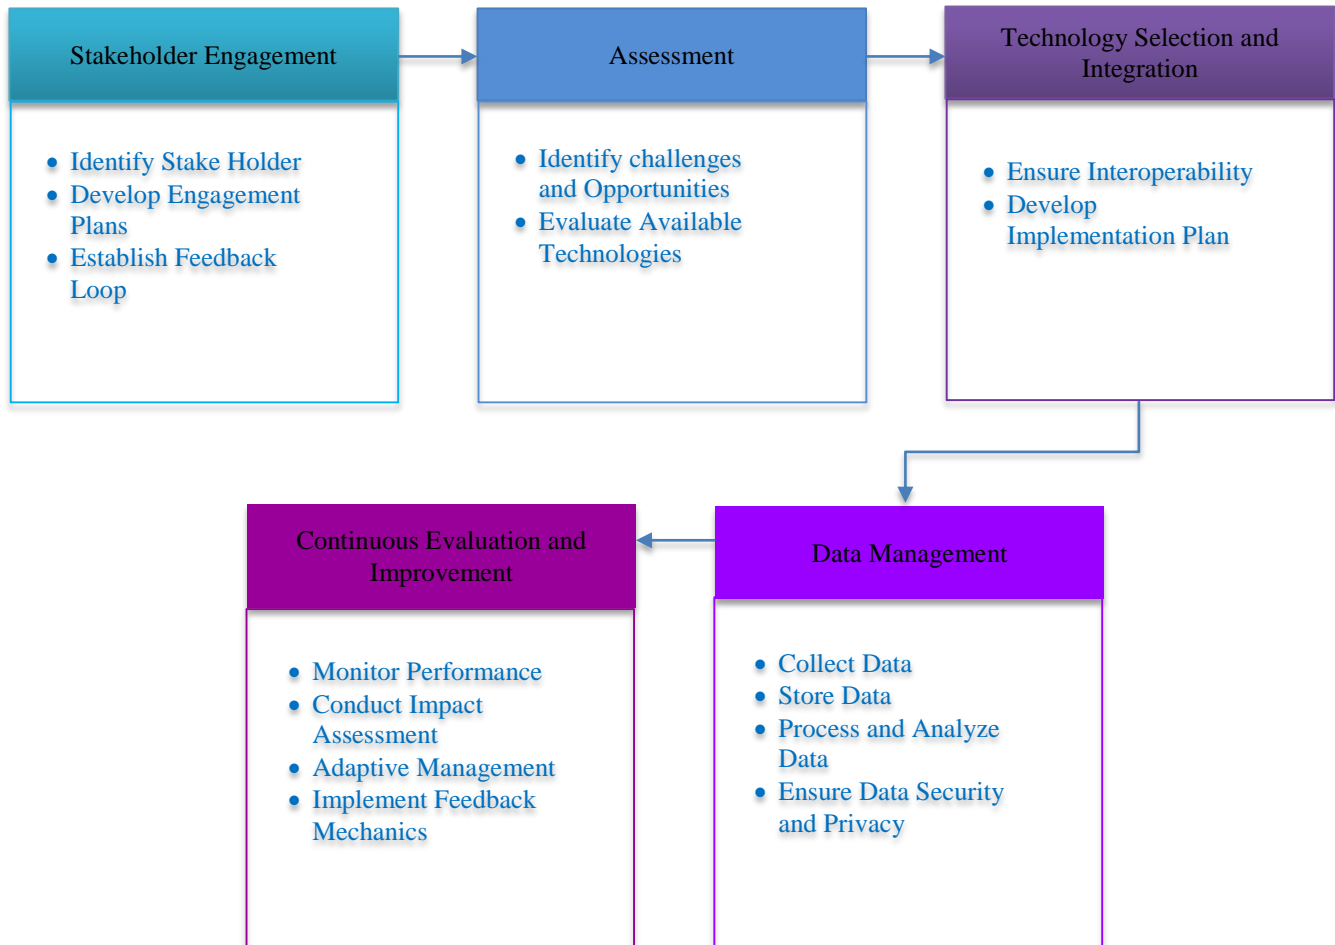 Stakeholder Engagement
Assessment
Technology Selection and
Integration
• Identify Stake Holder
• Develop Engagement
Plans
• Establish Feedback
Loop
• Identify challenges
and Opportunities
• Evaluate Available
Technologies
• Ensure Interoperability
• Develop
Implementation Plan
Continuous Evaluation and
Improvement
Data Management
• Monitor Performance
• Conduct Impact
Assessment
• Adaptive Management
• Implement Feedback
Mechanics
• Collect Data
• Store Data
• Process and Analyze
Data
• Ensure Data Security
and Privacy